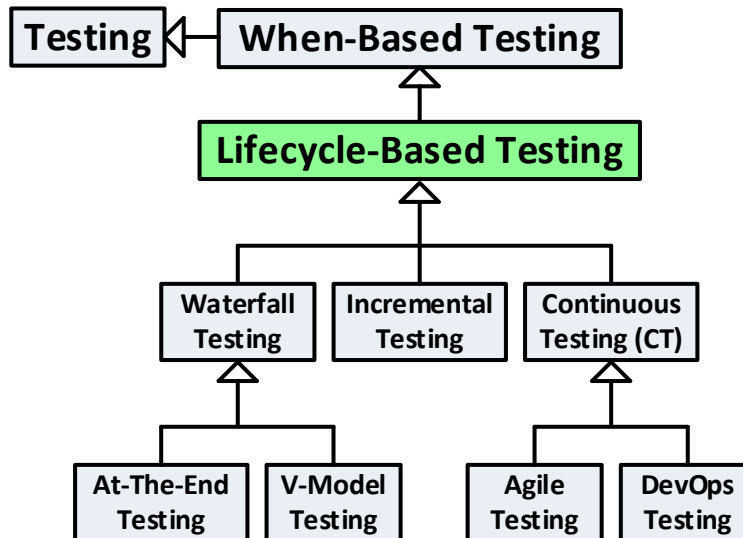 Testing
When-Based Testing
Lifecycle-Based Testing
Waterfall
Testing
Incremental
Testing
Continuous
Testing (CT)
At-The-End
Testing
V-Model
Testing
Agile
Testing
DevOps
Testing